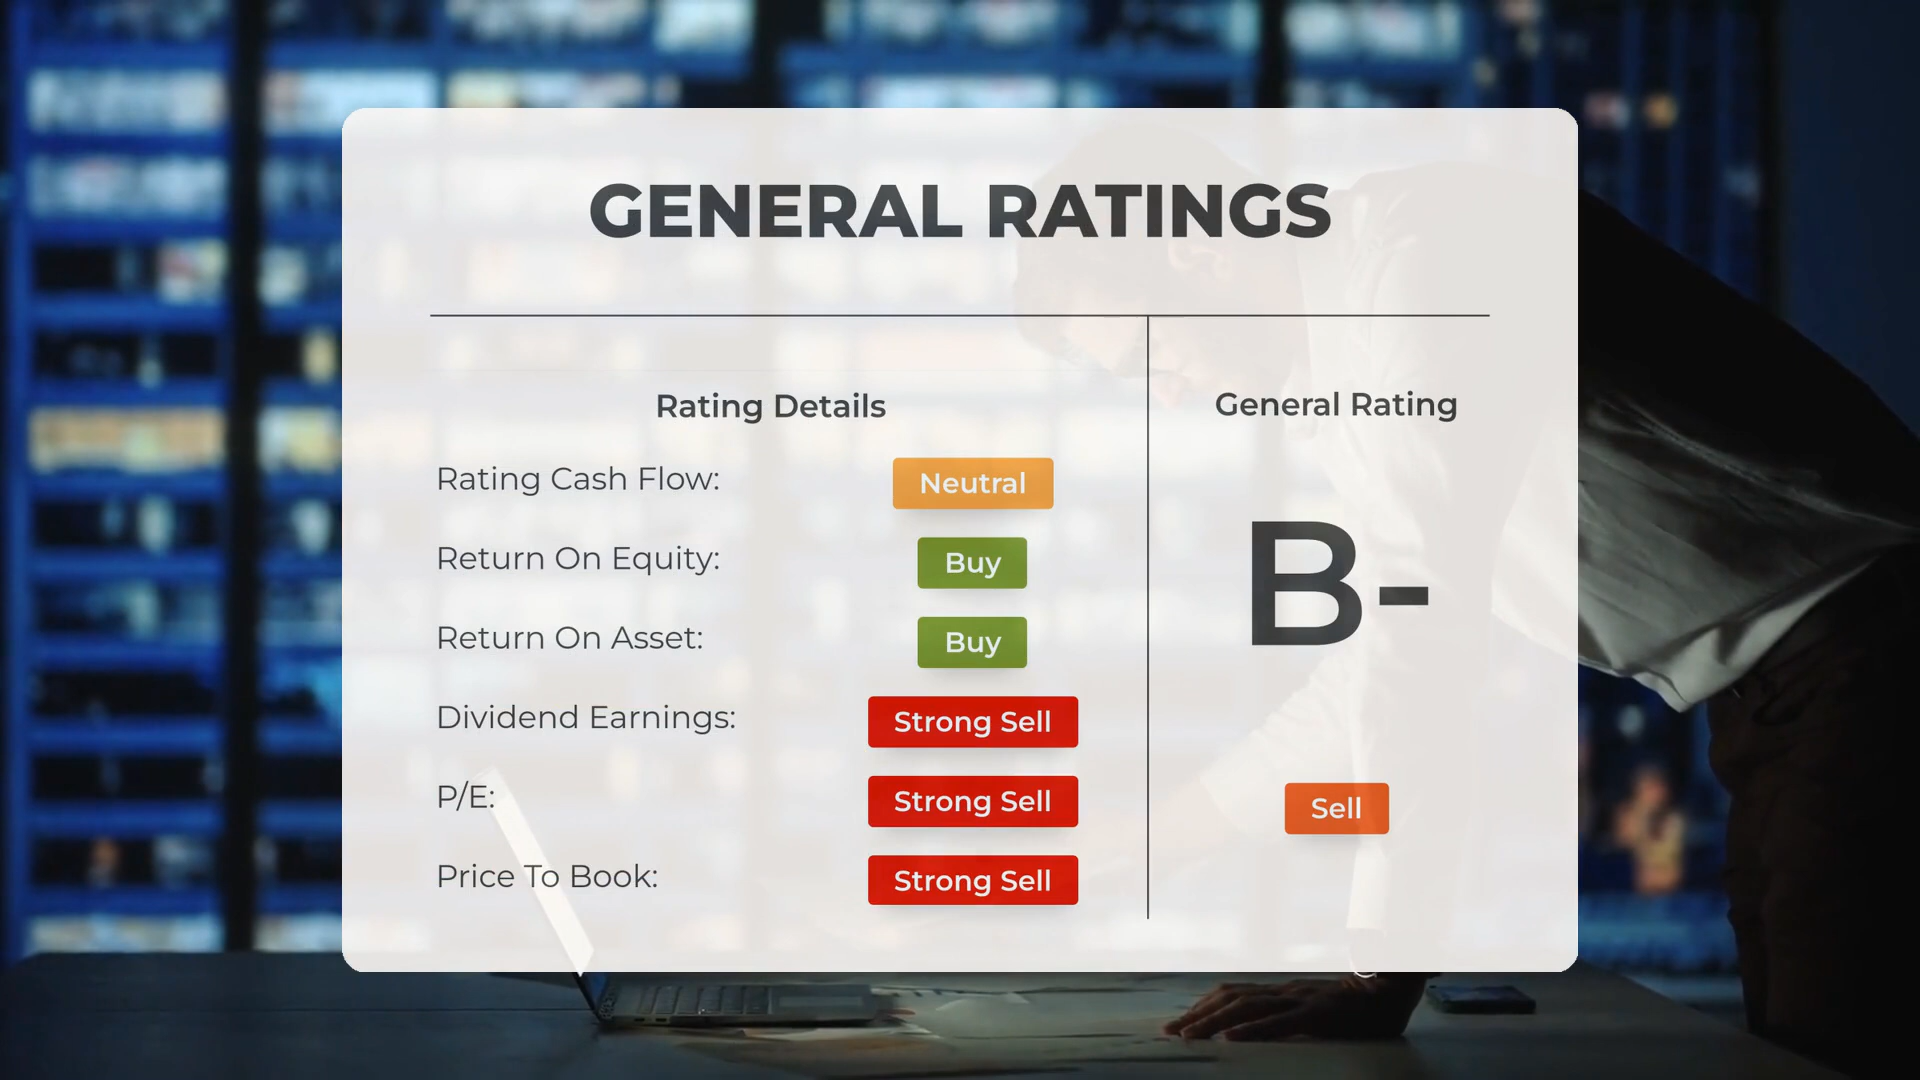 GENERAL RATINGS
Rating Details
Rating Cash Flow: Neutral
Return On Equity: Buy
Return On Asset: Buy
Dividend Earnings: Strong Sell
P/E: Strong Sell
Price To Book: Strong Sell
General Rating
B-
Sell